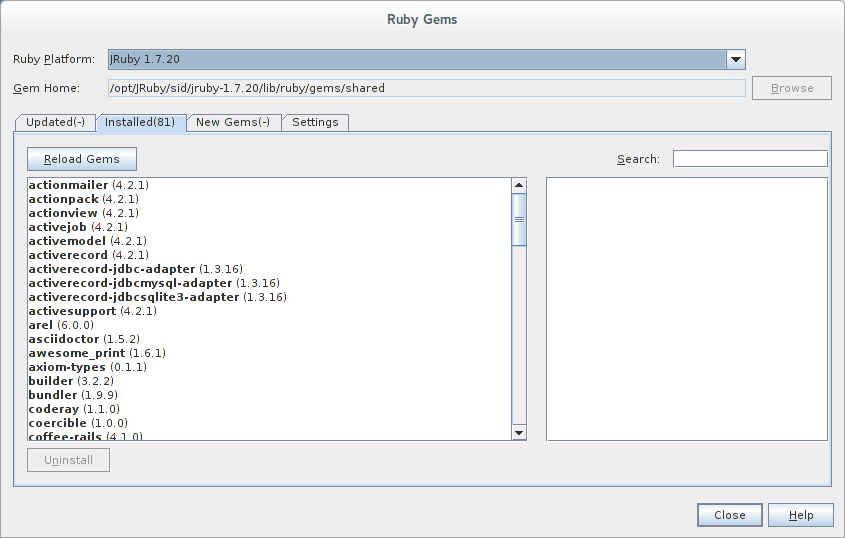 Ruby Gems
Ruby Platform: JRuby 1.7.20
Gem Home: /opt/JRuby/sid/jruby-1.7.20/lib/ruby/gems/shared Browse
Updated(-) Installed(81) New Gems(-) Settings
Reload Gems Search:
actionmailer (4.2.1)
actionpack (4.2.1)
actionview (4.2.1)
activejob (4.2.1)
activemodel (4.2.1)
activerecord (4.2.1)
activerecord-jdbc-adapter (1.3.16)
activerecord-jdbcmysql-adapter (1.3.16)
activerecord-jdbcsqlite3-adapter (1.3.16)
activesupport (4.2.1)
arel (6.0.0)
asciidoctor (1.5.2)
awesome_print (1.6.1)
axiom-types (0.1.1)
builder (3.2.2)
bundler (1.9.9)
coderay (1.1.0)
coercible (1.0.0)
coffee-rails (4.1.0)
Uninstall
Close Help